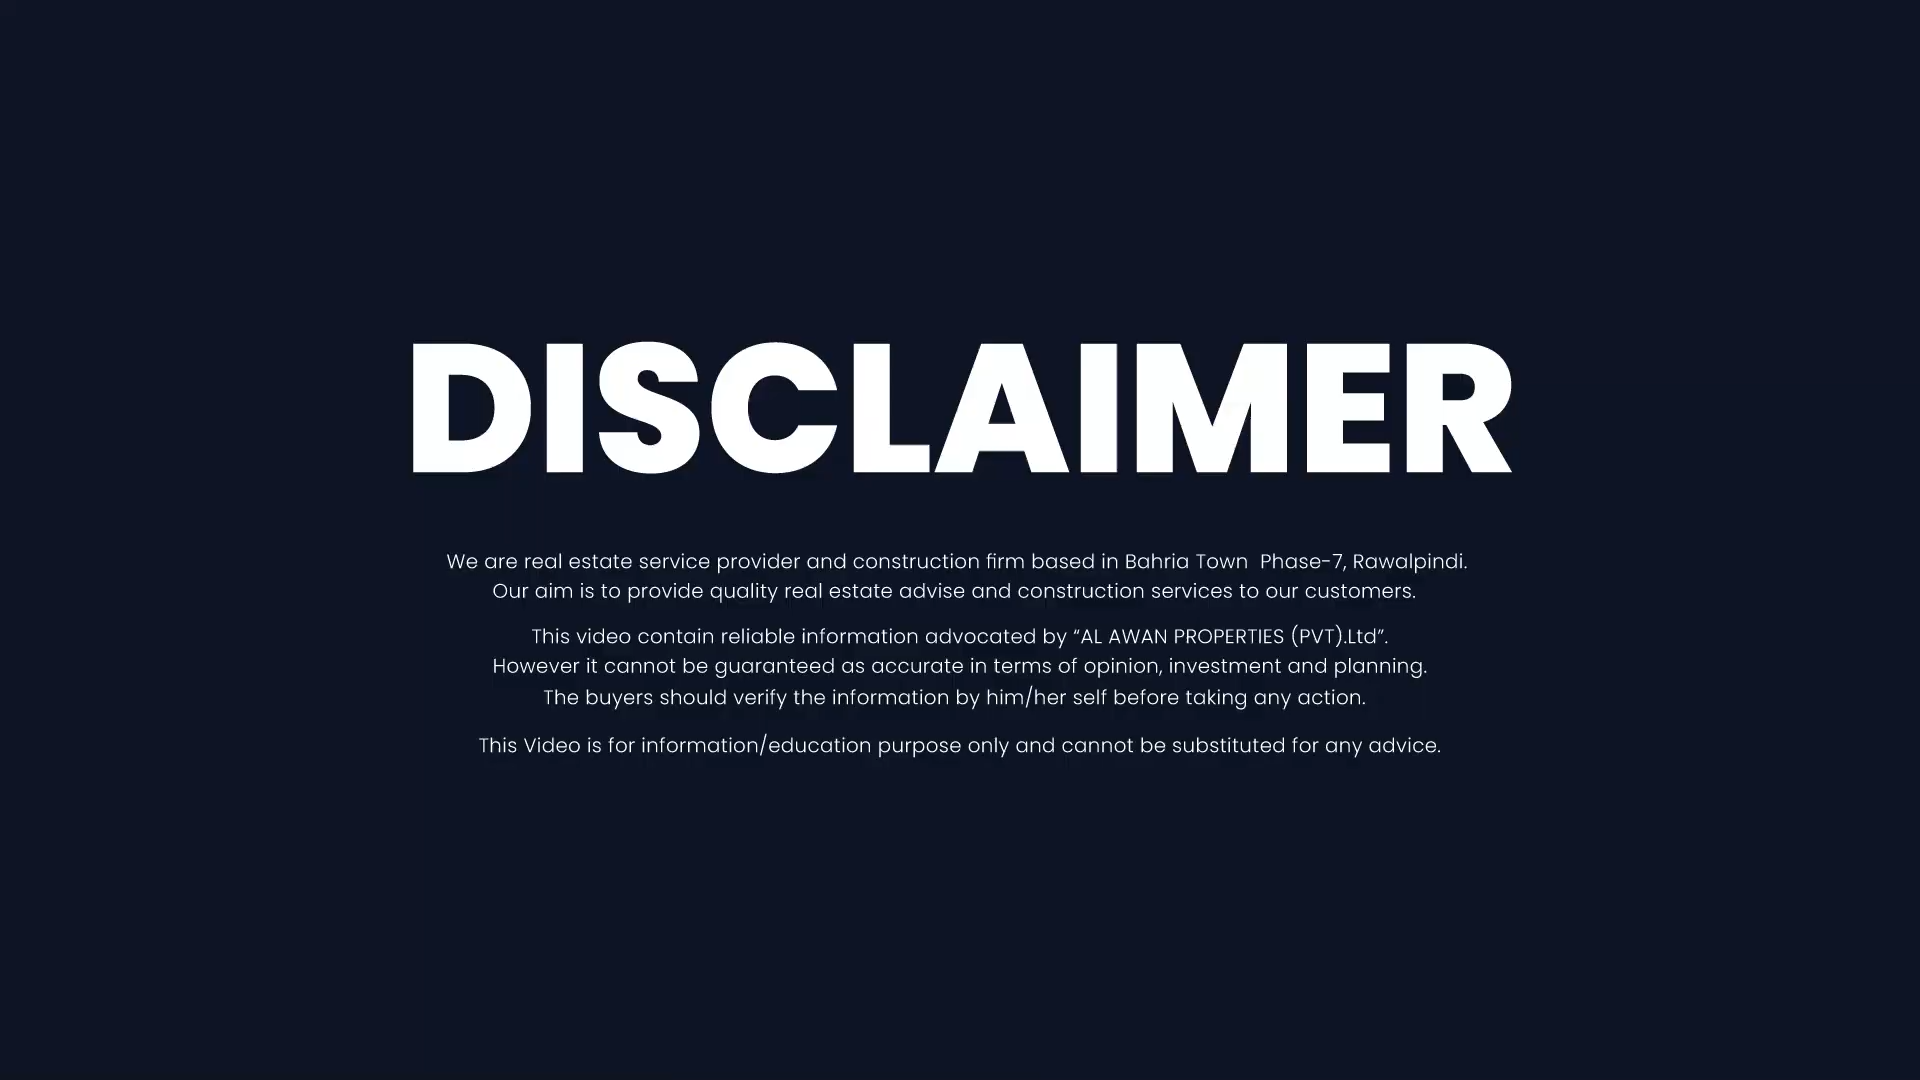 DISCLAIMER
We are real estate service provider and construction firm based in Bahria Town  Phase-7, Rawalpindi.
Our aim is to provide quality real estate advise and construction services to our customers.
This video contain reliable information advocated by “AL AWAN PROPERTIES (PVT).Ltd”.
However it cannot be guaranteed as accurate in terms of opinion, investment and planning.
The buyers should verify the information by him/her self before taking any action.
This Video is for information/education purpose only and cannot be substituted for any advice.